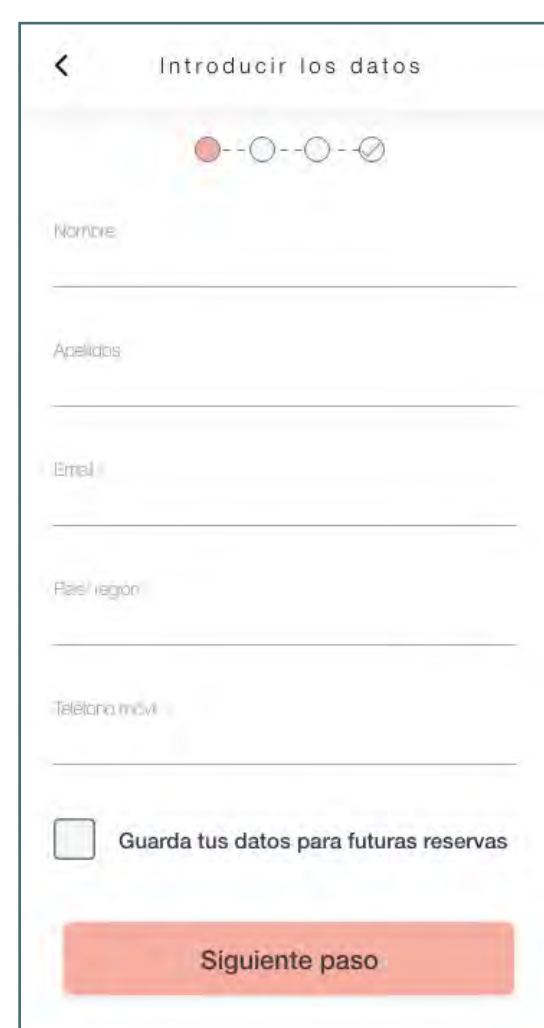 Introducir los datos
Nombre
Apellidos
Email
País/ región
Teléfono móvil
Guarda tus datos para futuras reservas
Siguiente paso